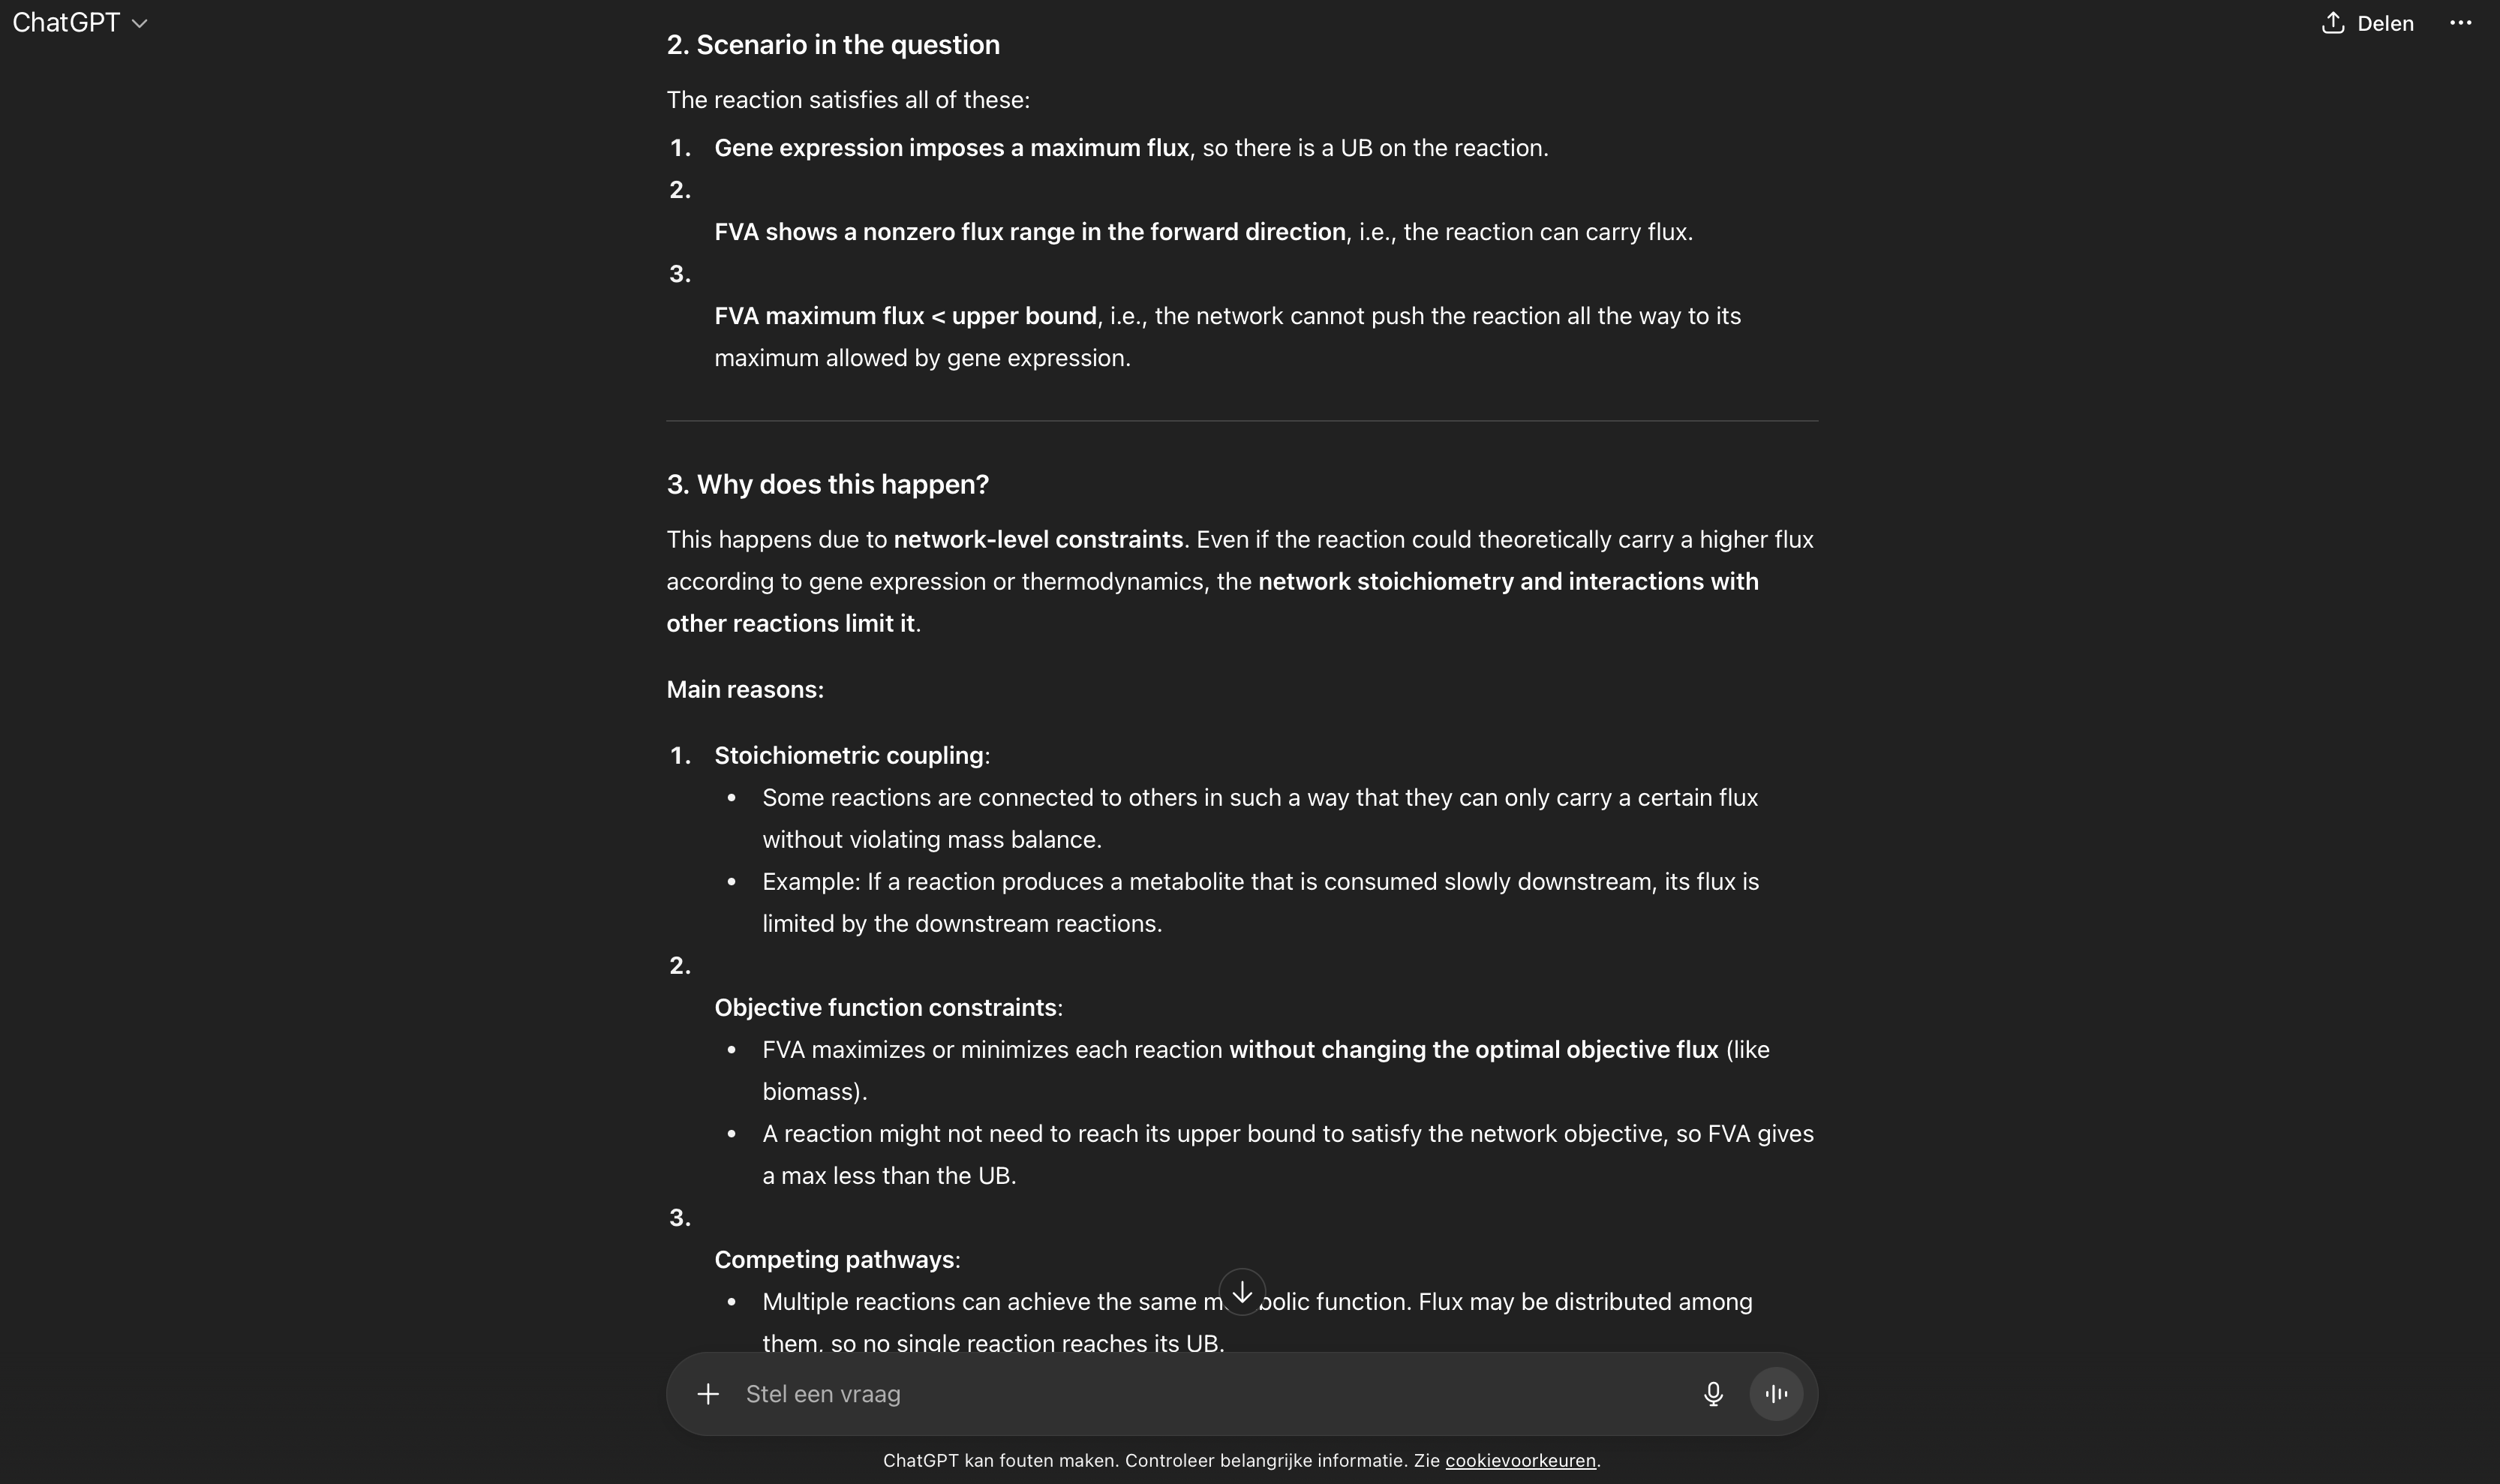 ChatGPT
Delen
2. Scenario in the question
The reaction satisfies all of these:
1. Gene expression imposes a maximum flux, so there is a UB on the reaction.
2.
FVA shows a nonzero flux range in the forward direction, i.e., the reaction can carry flux.
3.
FVA maximum flux < upper bound, i.e., the network cannot push the reaction all the way to its
maximum allowed by gene expression.
3. Why does this happen?
This happens due to network-level constraints. Even if the reaction could theoretically carry a higher flux
according to gene expression or thermodynamics, the network stoichiometry and interactions with
other reactions limit it.
Main reasons:
1. Stoichiometric coupling:
• Some reactions are connected to others in such a way that they can only carry a certain flux
without violating mass balance.
• Example: If a reaction produces a metabolite that is consumed slowly downstream, its flux is
limited by the downstream reactions.
2.
Objective function constraints:
• FVA maximizes or minimizes each reaction without changing the optimal objective flux (like
biomass).
• A reaction might not need to reach its upper bound to satisfy the network objective, so FVA gives
a max less than the UB.
3.
Competing pathways:
• Multiple reactions can achieve the same function. Flux may be distributed among
them, so no single reaction reaches its UB.
Stel een vraag
ChatGPT kan fouten maken. Controleer belangrijke informatie. Zie cookievoorkeuren.